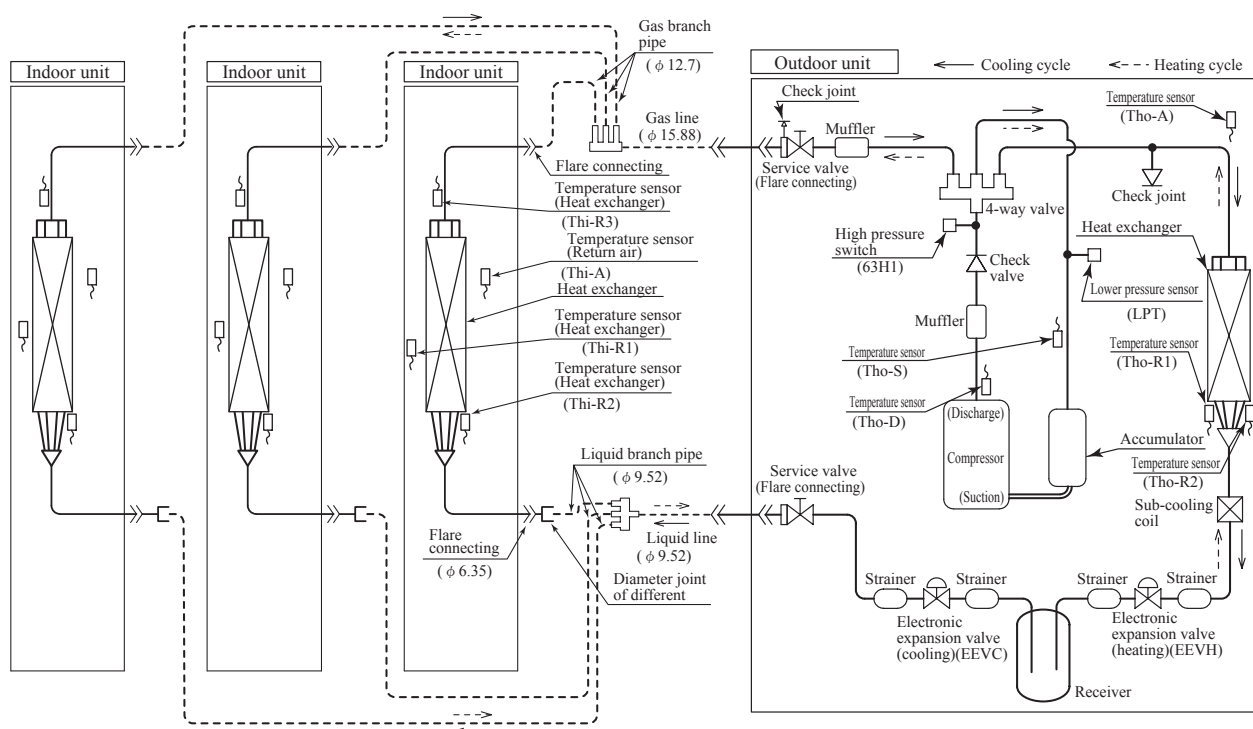 Indoor unit
Indoor unit
Indoor unit
Gas branch
pipe
( φ 12.7)
Gas line
( φ 15.88)
Flare connecting
Temperature sensor
(Heat exchanger)
(Thi-R3)
Temperature sensor
(Return air)
(Thi-A)
Heat exchanger
Temperature sensor
(Heat exchanger)
(Thi-R1)
Temperature sensor
(Heat exchanger)
(Thi-R2)
Liquid branch pipe
( φ 9.52)
Flare
connecting
( φ 6.35)
Liquid line
( φ 9.52)
Diameter joint
of different
Outdoor unit
Cooling cycle
Heating cycle
Check joint
Muffler
Service valve
(Flare connecting)
4-way valve
Temperature sensor
(Tho-A)
Check joint
High pressure
switch
(63H1)
Check
valve
Heat exchanger
Lower pressure sensor
(LPT)
Muffler
Temperature sensor
(Tho-S)
Temperature sensor
(Tho-R1)
Temperature sensor
(Tho-D)
(Discharge)
Compressor
(Suction)
Accumulator
Temperature sensor
(Tho-R2)
Service valve
(Flare connecting)
Sub-cooling
coil
Strainer
Strainer
Strainer
Strainer
Electronic
expansion valve
(cooling)(EEVC)
Electronic
expansion valve
(heating)(EEVH)
Receiver